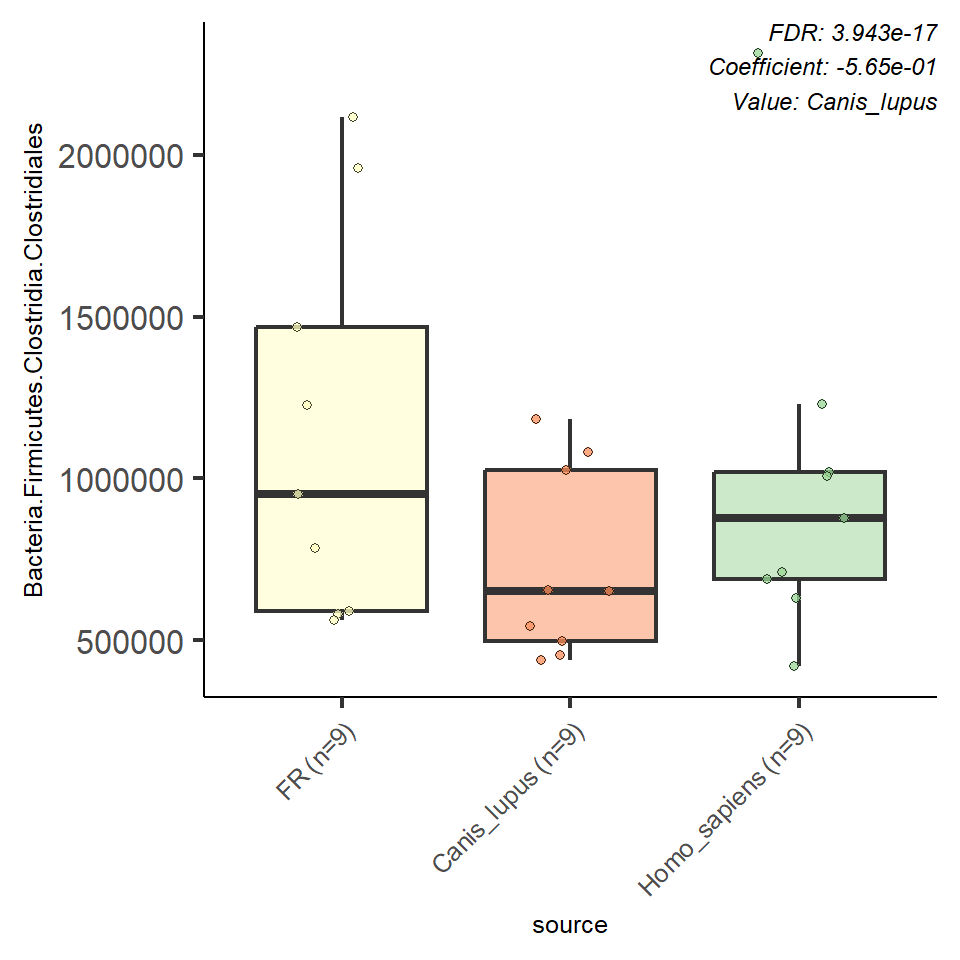 FDR: 3.943e-17
Coefficient: -5.65e-01
Value: Canis_lupus
Bacteria.Firmicutes.Clostridia.Clostridiales
2000000
1500000
1000000
500000
FR (n=9)
Canis_lupus (n=9)
Homo_sapiens (n=9)
source